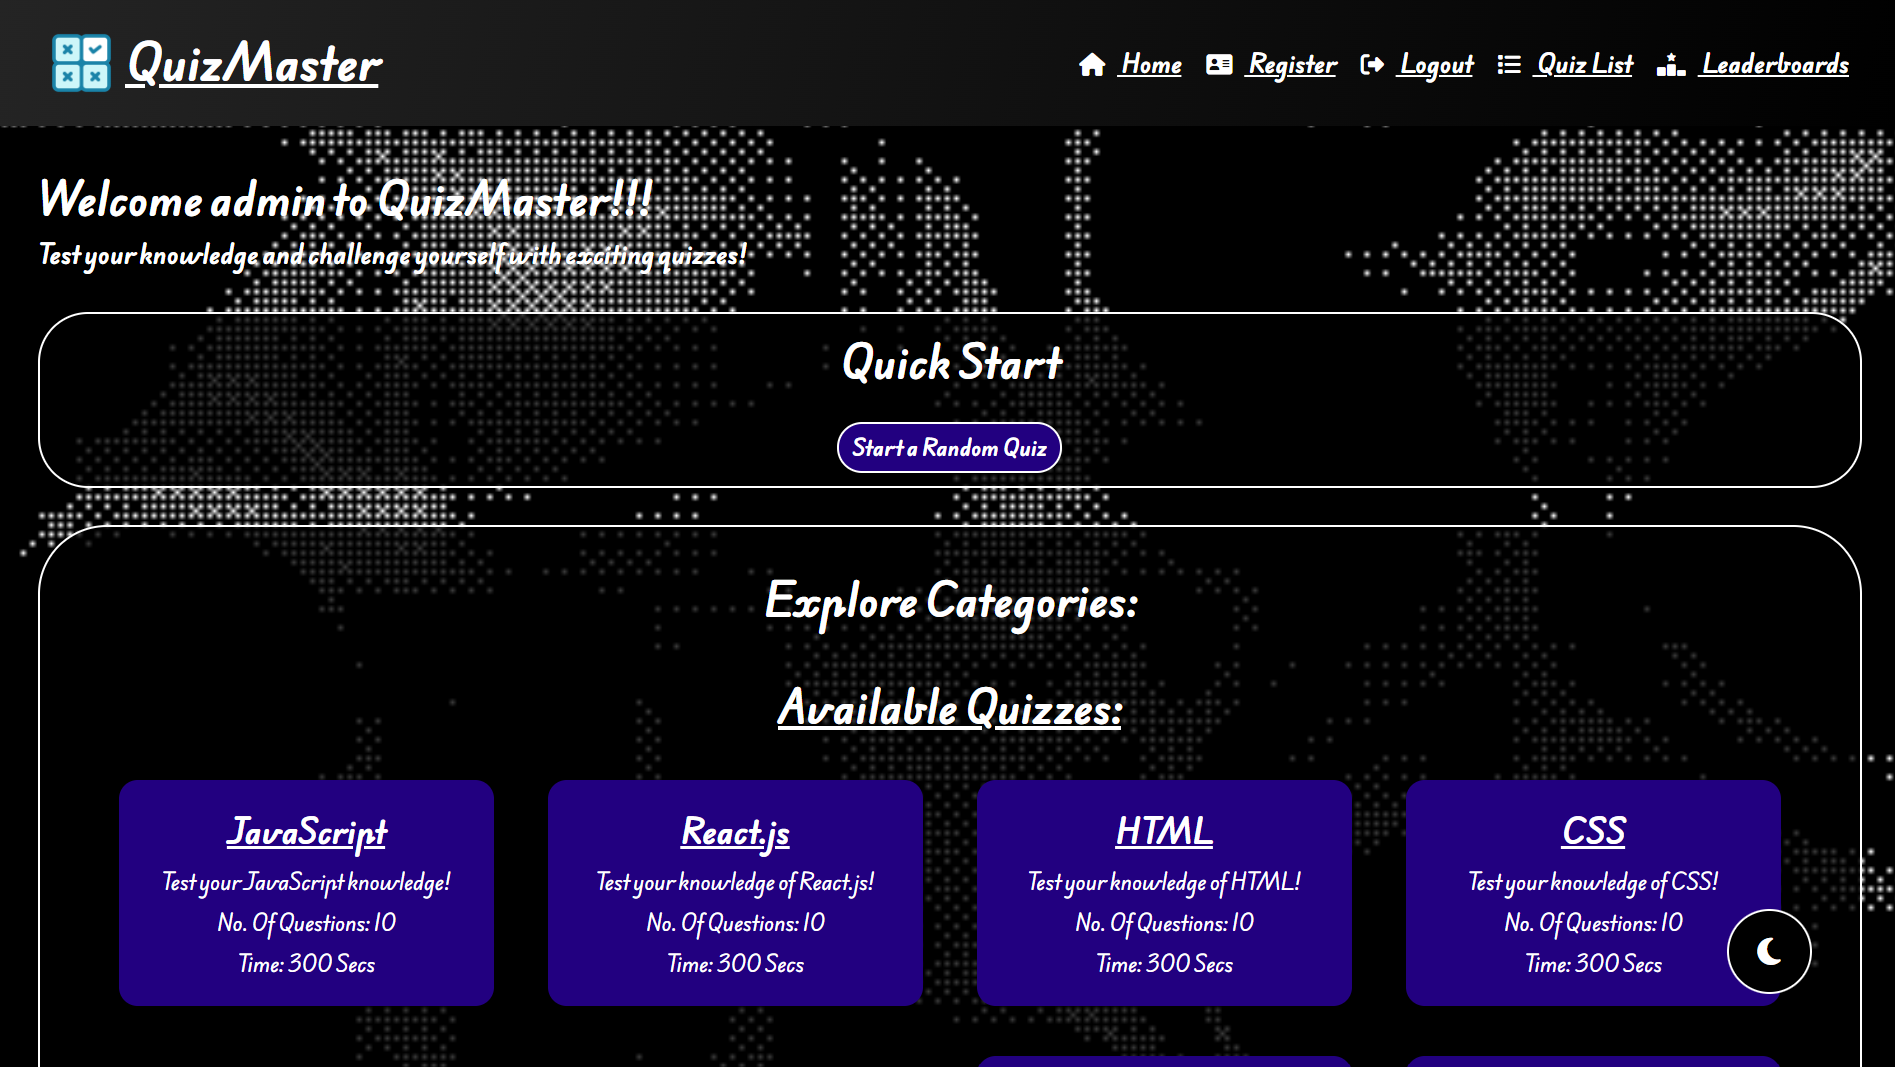 QuizMaster
Home Register Logout Quiz List Leaderboards
Welcome admin to QuizMaster!!!
Test your knowledge and challenge yourself with exciting quizzes!
Quick Start
Start a Random Quiz
Explore Categories:
Available Quizzes:
JavaScript
Test your JavaScript knowledge!
No. Of Questions: 10
Time: 300 Secs
React.js
Test your knowledge of React.js!
No. Of Questions: 10
Time: 300 Secs
HTML
Test your knowledge of HTML!
No. Of Questions: 10
Time: 300 Secs
CSS
Test your knowledge of CSS!
No. Of Questions: 10
Time: 300 Secs